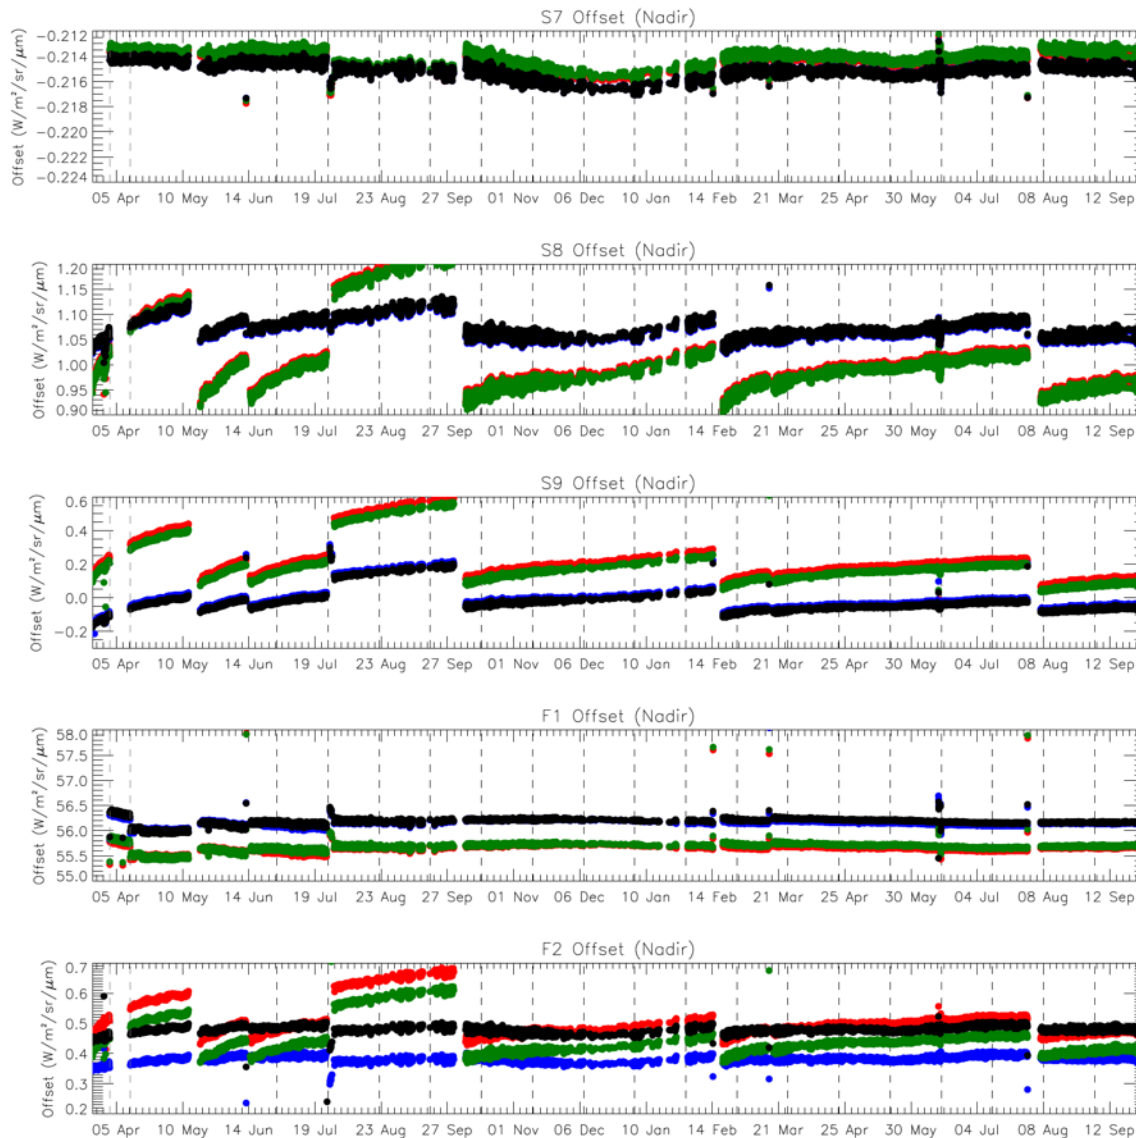 S7 Offset (Nadir)
Offset (W/m²/sr/μm)
-0.212
-0.214
-0.216
-0.218
-0.220
-0.222
-0.224
05 Apr 10 May 14 Jun 19 Jul 23 Aug 27 Sep 01 Nov 06 Dec 10 Jan 14 Feb 21 Mar 25 Apr 30 May 04 Jul 08 Aug 12 Sep
S8 Offset (Nadir)
Offset (W/m²/sr/μm)
1.20
1.15
1.10
1.05
1.00
0.95
0.90
05 Apr 10 May 14 Jun 19 Jul 23 Aug 27 Sep 01 Nov 06 Dec 10 Jan 14 Feb 21 Mar 25 Apr 30 May 04 Jul 08 Aug 12 Sep
S9 Offset (Nadir)
Offset (W/m²/sr/μm)
0.6
0.4
0.2
0.0
-0.2
05 Apr 10 May 14 Jun 19 Jul 23 Aug 27 Sep 01 Nov 06 Dec 10 Jan 14 Feb 21 Mar 25 Apr 30 May 04 Jul 08 Aug 12 Sep
F1 Offset (Nadir)
Offset (W/m²/sr/μm)
58.0
57.5
57.0
56.5
56.0
55.5
55.0
05 Apr 10 May 14 Jun 19 Jul 23 Aug 27 Sep 01 Nov 06 Dec 10 Jan 14 Feb 21 Mar 25 Apr 30 May 04 Jul 08 Aug 12 Sep
F2 Offset (Nadir)
Offset (W/m²/sr/μm)
0.7
0.6
0.5
0.4
0.3
0.2
05 Apr 10 May 14 Jun 19 Jul 23 Aug 27 Sep 01 Nov 06 Dec 10 Jan 14 Feb 21 Mar 25 Apr 30 May 04 Jul 08 Aug 12 Sep